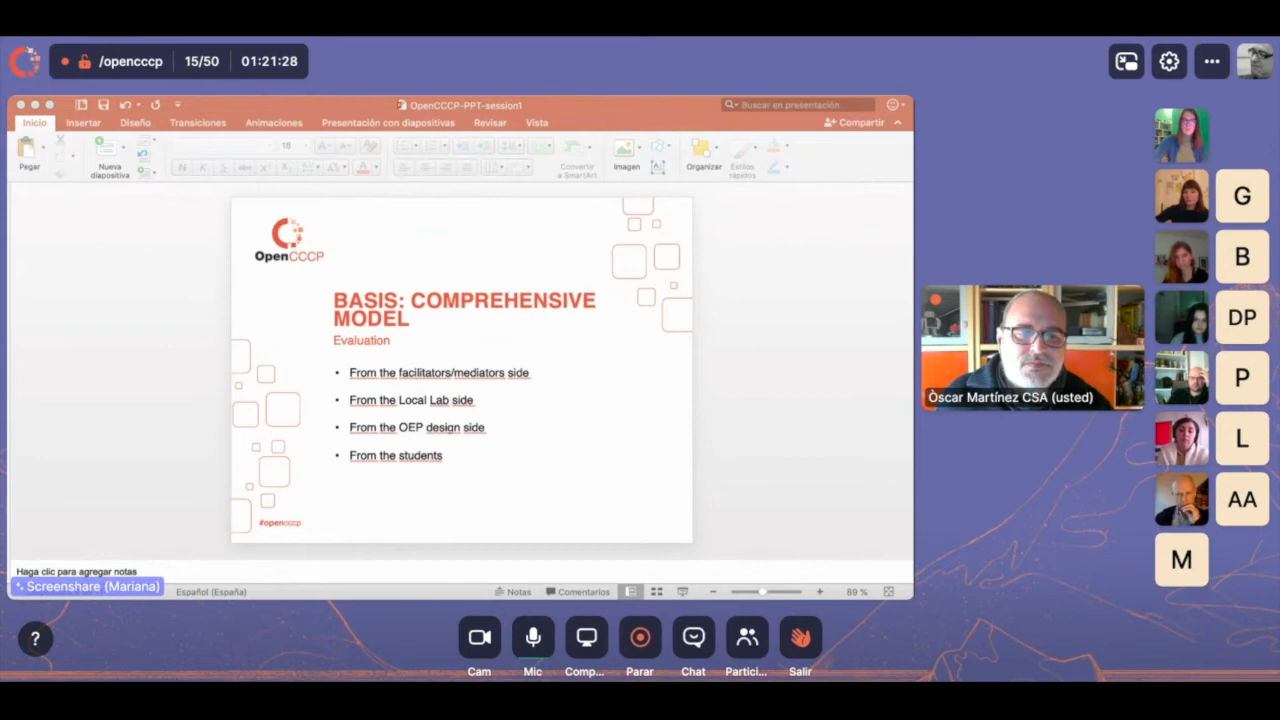 /opencccp
15/50
01:21:28
OpenCCCP-PPT-session1
Buscar en presentación
Inicio
Insertar
Diseño
Transiciones
Animaciones
Presentación con diapositivas
Revisar
Vista
Compartir
Pegar
Nueva
diapositiva
18
Convertir
a SmartArt
Imagen
Organizar
Estilos
rápidos
OpenCCCP
BASIS: COMPREHENSIVE
MODEL
Evaluation
• From the facilitators/mediators side
• From the Local Lab side
• From the OEP design side
• From the students
#opencccp
Haga clic para agregar notas
Screenshare (Mariana)
Español (España)
Notas
Comentarios
89 %
Òscar Martínez CSA (usted)
G
B
DP
P
L
AA
M
?
Cam
Mic
Comp...
Parar
Chat
Partici...
Salir